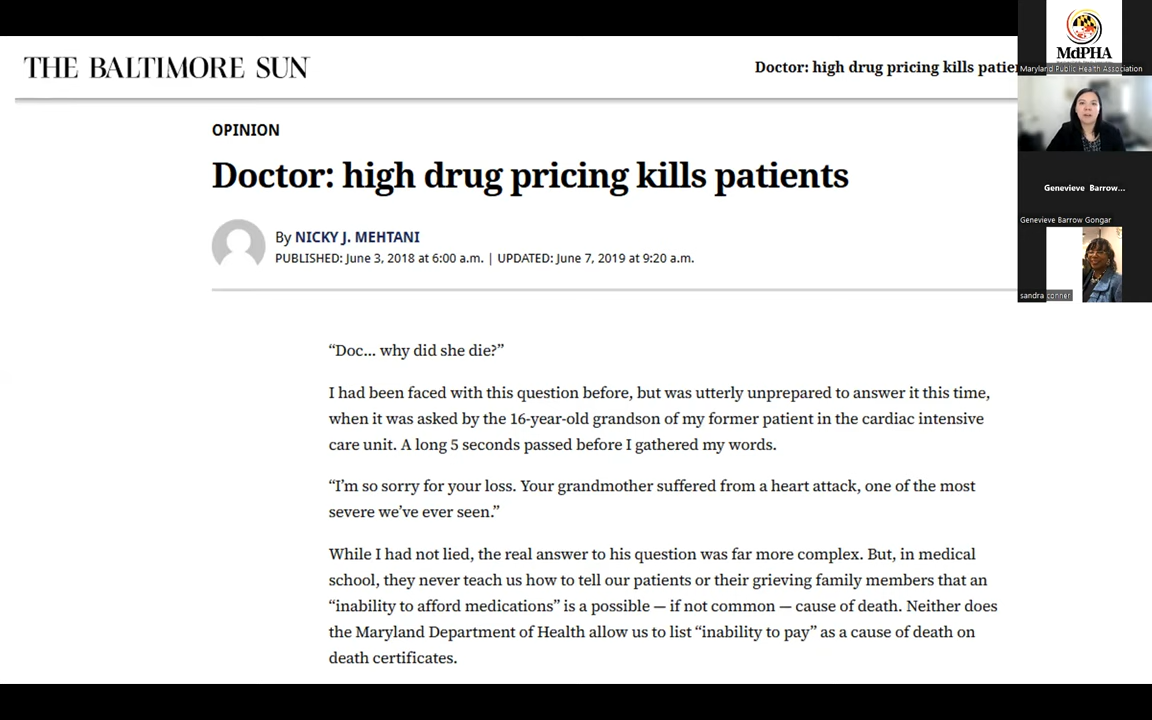 THE BALTIMORE SUN
Doctor: high drug pricing kills
OPINION
Doctor: high drug pricing kills patients
By NICKY J. MEHTANI
PUBLISHED: June 3, 2018 at 6:00 a.m. | UPDATED: June 7, 2019 at 9:20 a.m.
“Doc... why did she die?”
I had been faced with this question before, but was utterly unprepared to answer it this time,
when it was asked by the 16-year-old grandson of my former patient in the cardiac intensive
care unit. A long 5 seconds passed before I gathered my words.
“I’m so sorry for your loss. Your grandmother suffered from a heart attack, one of the most
severe we’ve ever seen.”
While I had not lied, the real answer to his question was far more complex. But, in medical
school, they never teach us how to tell our patients or their grieving family members that an
“inability to afford medications” is a possible — if not common — cause of death. Neither does
the Maryland Department of Health allow us to list “inability to pay” as a cause of death on
death certificates.
MdPHA
Maryland Public Health Association
Genevieve Barrow...
Genevieve Barrow Gongar
sandra conner